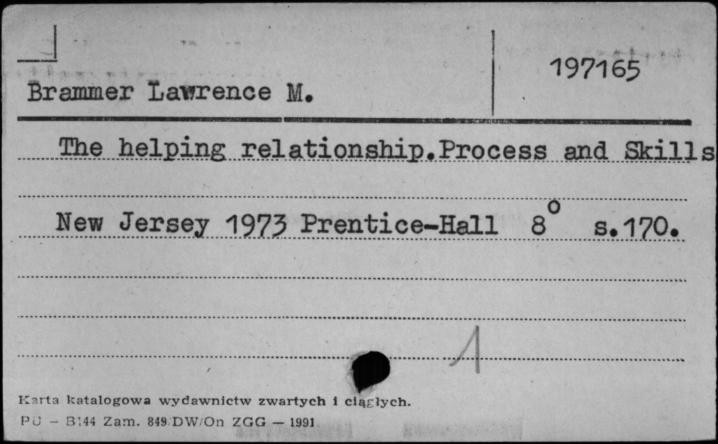 197165
Brammer Lawrence M.
The helping relationship.Process and Skills
New Jersey 1973 Prentice-Hall 8° s.170.
1
Karta katalogowa wydawnictw zwartych i ciągłych.
PU - B144 Zam. 849/DW/On ZGG - 1991